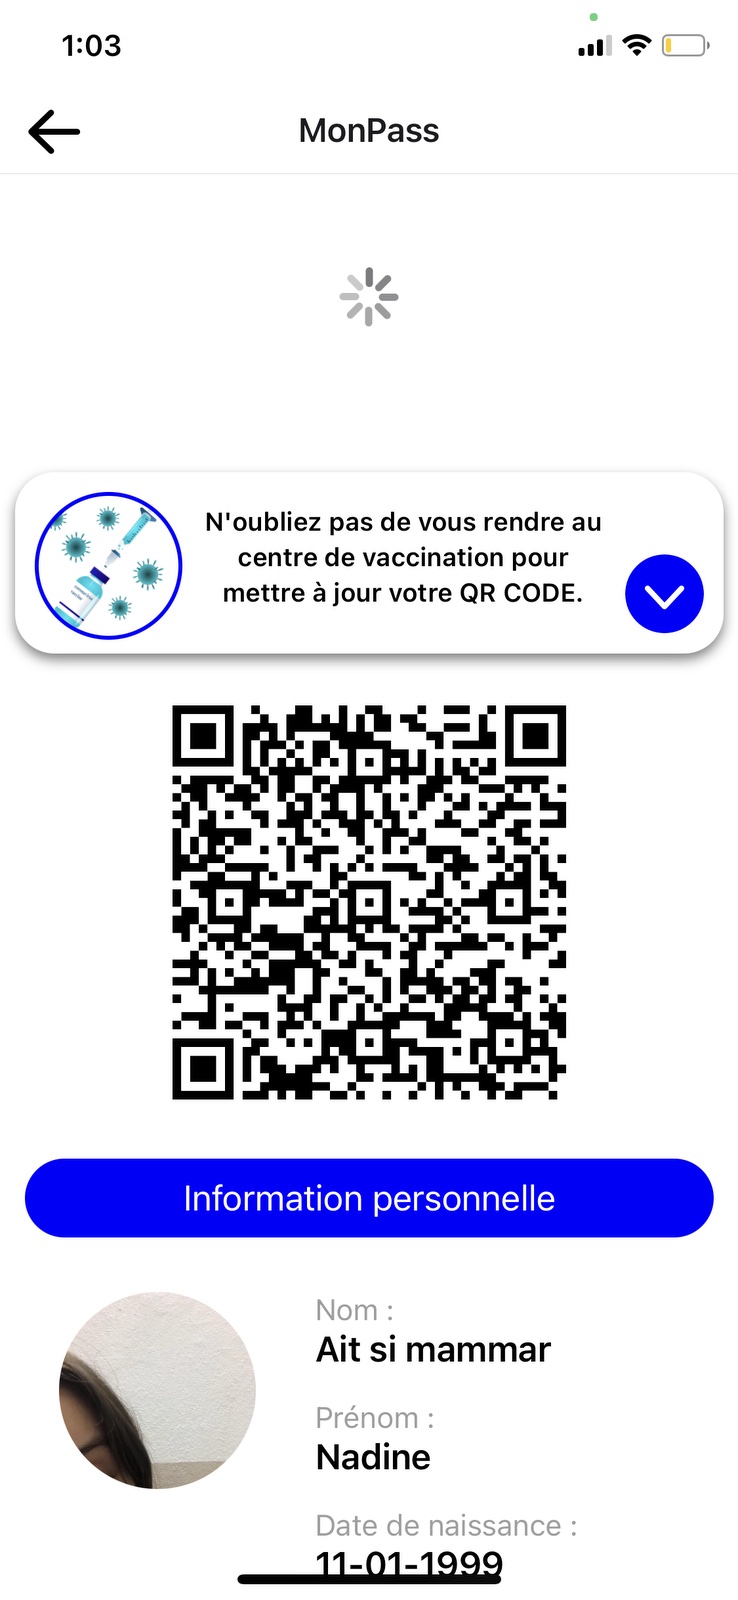 1:03
MonPass
N'oubliez pas de vous rendre au
centre de vaccination pour
mettre à jour votre QR CODE.
Information personnelle
Nom :
Ait si mammar
Prénom :
Nadine
Date de naissance :
11-01-1999